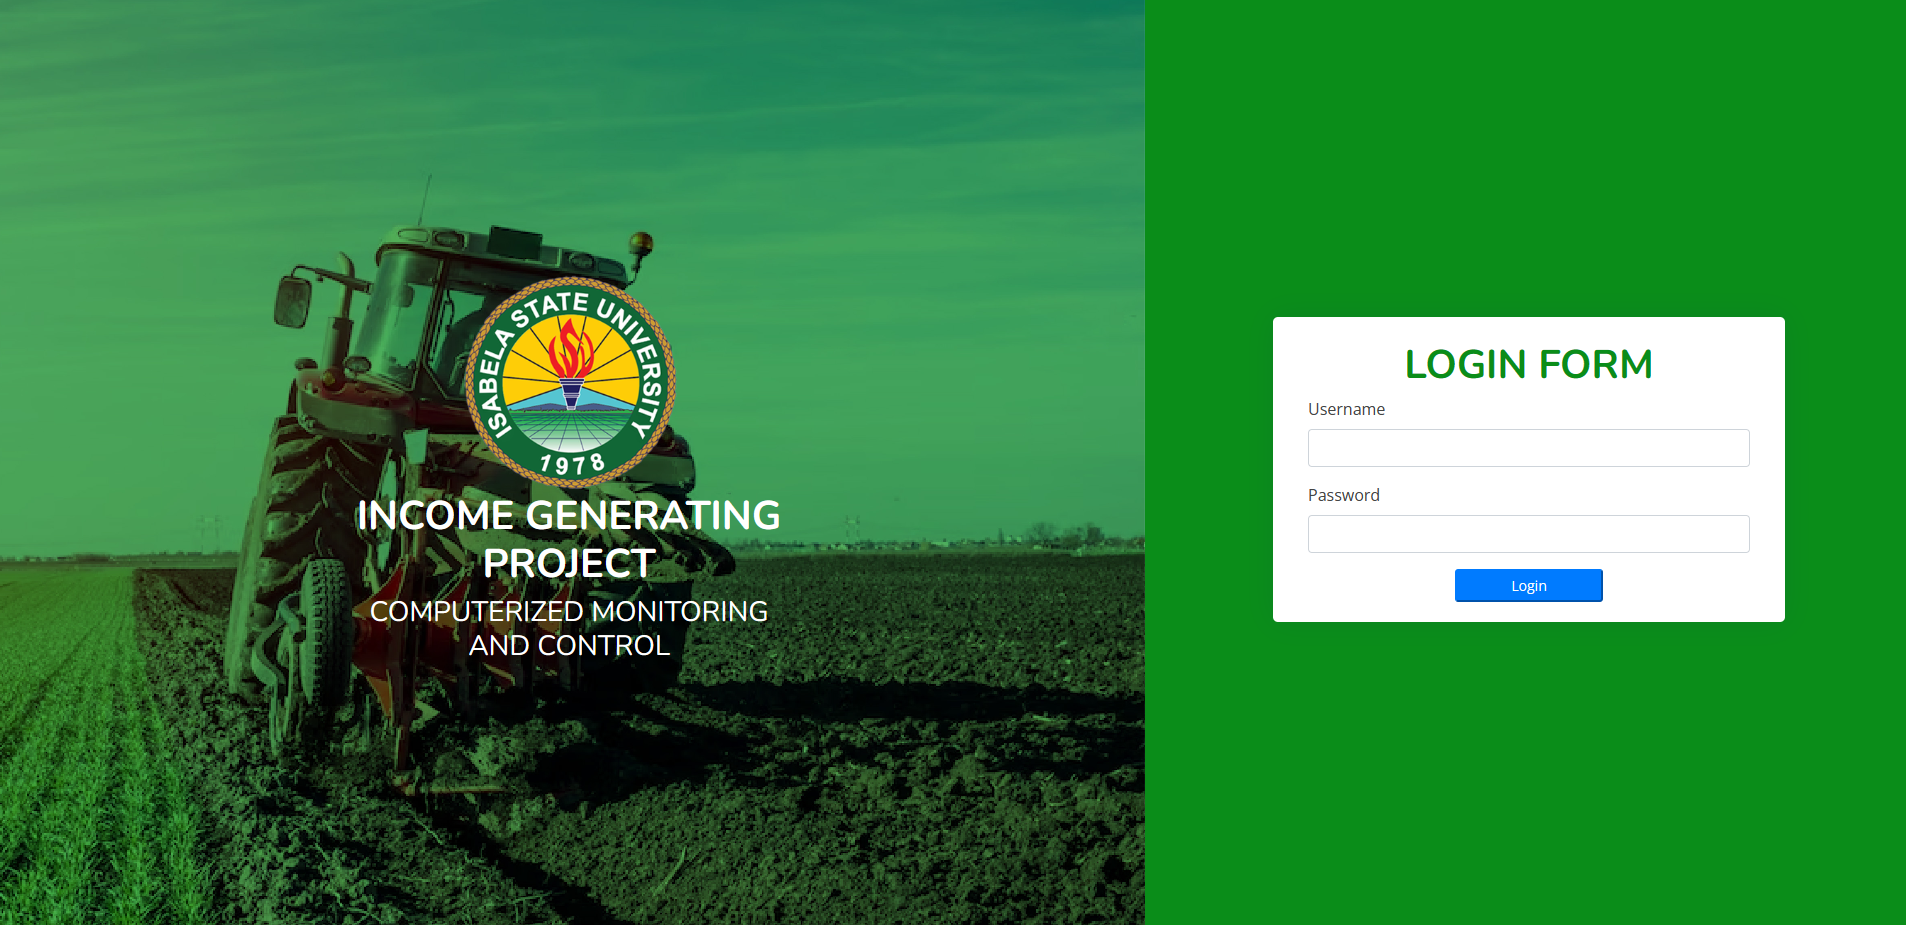 ISABELA STATE UNIVERSITY
1978
INCOME GENERATING
PROJECT
COMPUTERIZED MONITORING
AND CONTROL
LOGIN FORM
Username
Password
Login